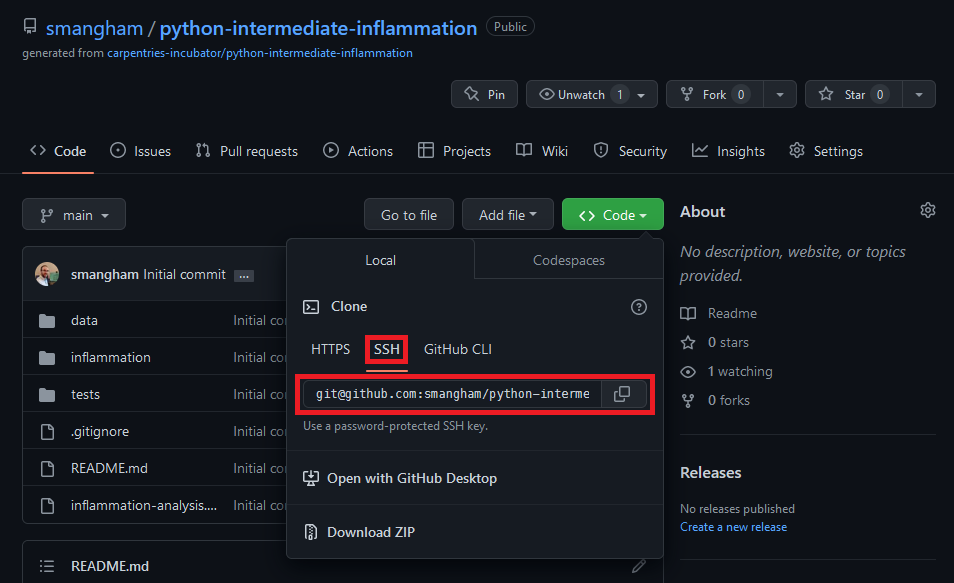 smangham / python-intermediate-inflammation Public
generated from carpentries-incubator/python-intermediate-inflammation
Pin Unwatch 1 Fork 0 Star 0
Code Issues Pull requests Actions Projects Wiki Security Insights Settings
main Go to file Add file Code
smangham Initial commit ...
data Initial co
inflammation Initial co
tests Initial co
.gitignore Initial co
README.md Initial co
inflammation-analysis.... Initial co
README.md
Local Codespaces
Clone
HTTPS SSH GitHub CLI
git@github.com:smangham/python-interme
Use a password-protected SSH key.
Open with GitHub Desktop
Download ZIP
About
No description, website, or topics
provided.
Readme
0 stars
1 watching
0 forks
Releases
No releases published
Create a new release